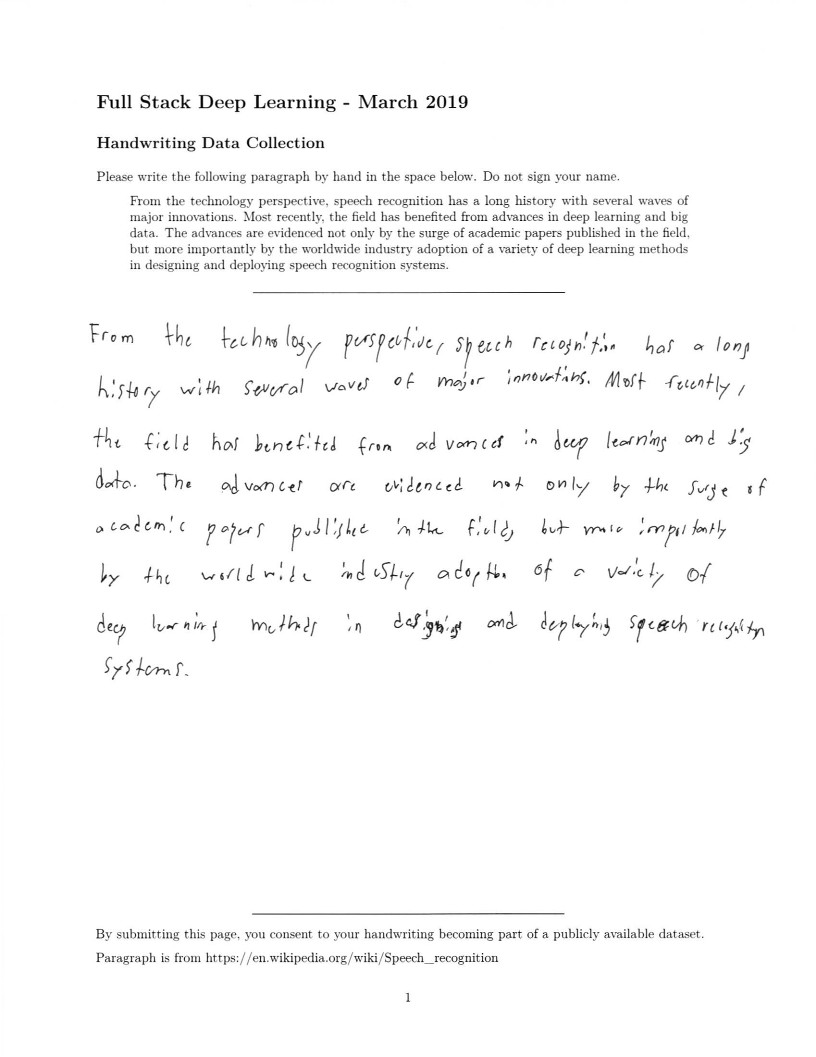 Full Stack Deep Learning - March 2019
Handwriting Data Collection
Please write the following paragraph by hand in the space below. Do not sign your name.
From the technology perspective, speech recognition has a long history with several waves of
major innovations. Most recently, the field has benefited from advances in deep learning and big
data. The advances are evidenced not only by the surge of academic papers published in the field,
but more importantly by the worldwide industry adoption of a variety of deep learning methods
in designing and deploying speech recognition systems.
From the technology perspective, speech recognition has a long
history with several waves of major innovations. Most recently,
the field has benefited from advances in deep learning and big
data. The advances are evidenced not only by the surge of
academic papers published in the field, but more importantly
by the worldwide industry adoption of a variety of
deep learning methods in designing and deploying speech recognition
systems.
By submitting this page, you consent to your handwriting becoming part of a publicly available dataset.
Paragraph is from https://en.wikipedia.org/wiki/Speech_recognition
1